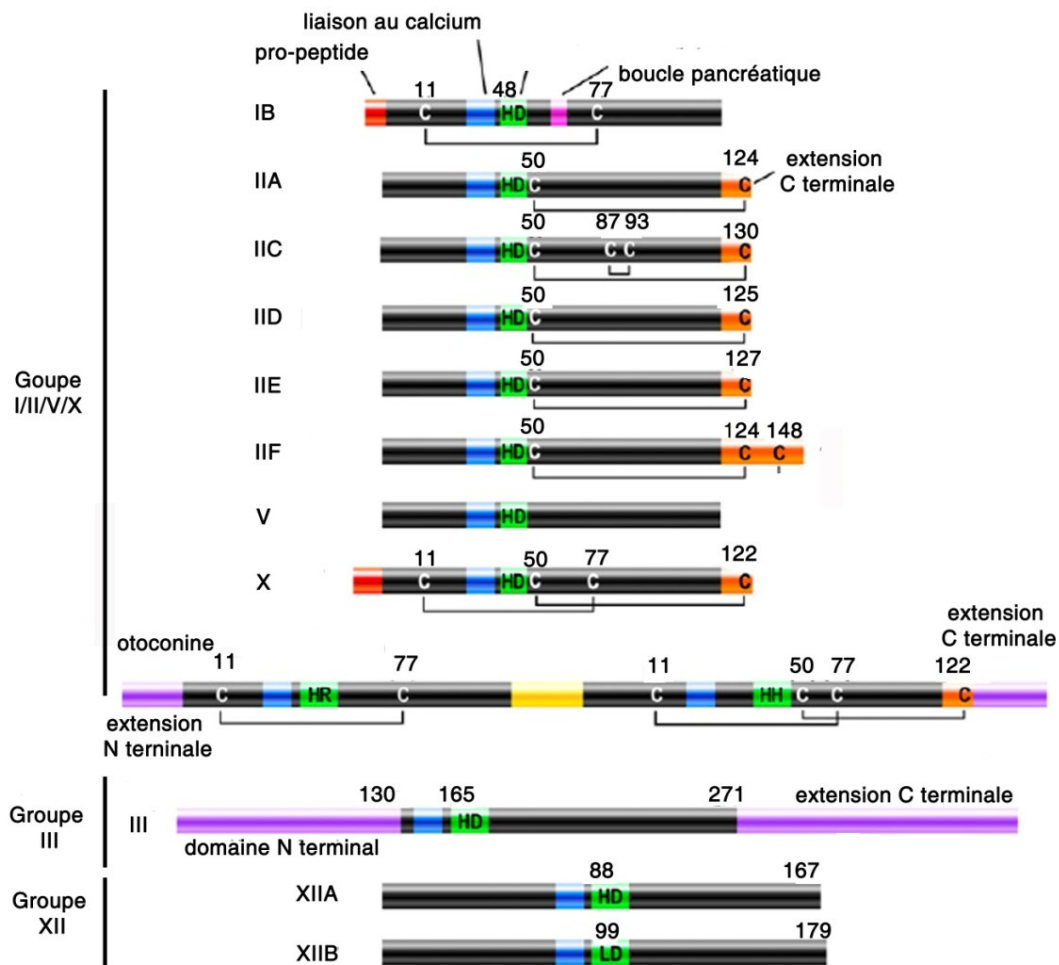 liaison au calcium
pro-peptide
boucle pancréatique
11 48 77
IB C HD C
50 124
extension
C terminale
IIA HD C C
50 87 93 130
IIC HD C C C C
50 125
IID HD C C
50 127
IIE HD C C
Goupe
I/II/V/X
50 124 148
IIF HD C C C
V HD
11 50 77 122
X C HD C C C
otoconine
extension
C terminale
11 77 11 50 77 122
C HR C C HH C C C
extension
N terninale
Groupe
III
130 165 271 extension C terminale
III HD
domaine N terminal
Groupe
XII
88 167
XIIA HD
99 179
XIIB LD